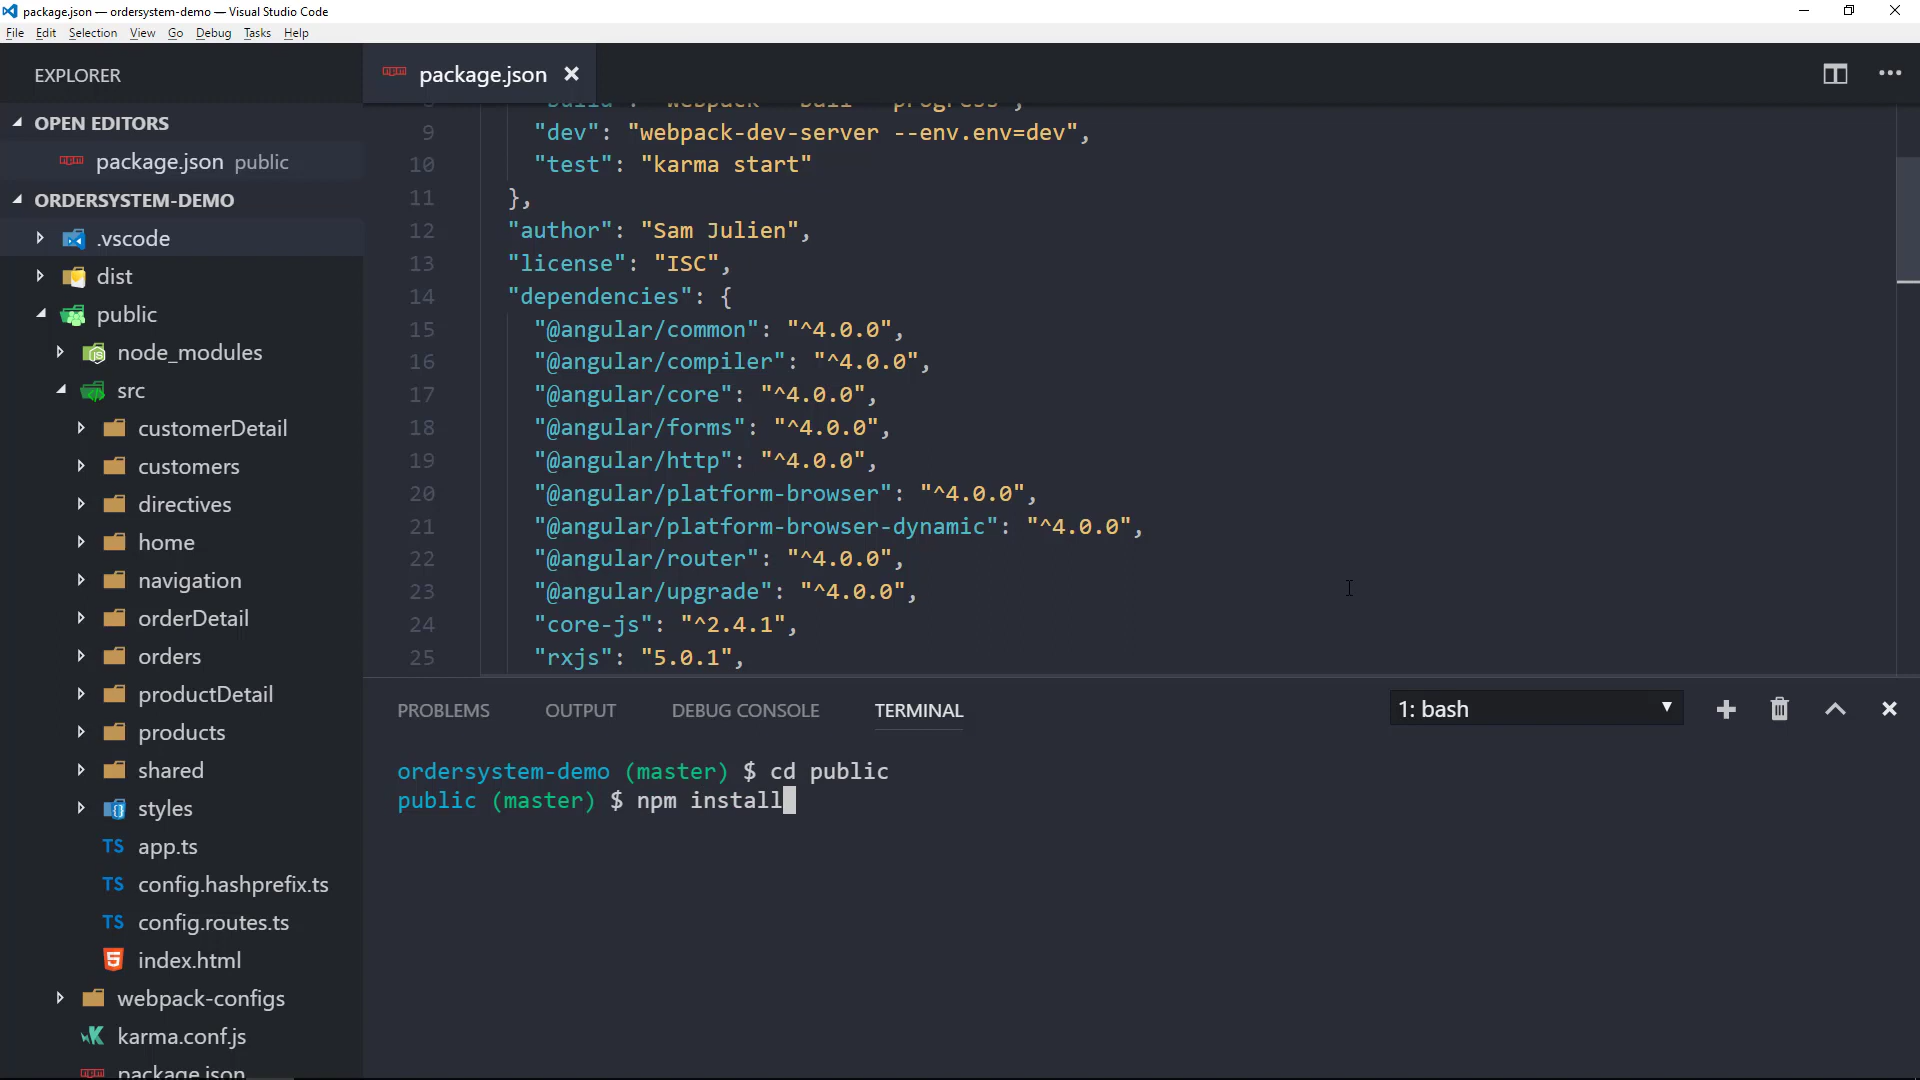 package.json — ordersystem-demo — Visual Studio Code
File Edit Selection View Go Debug Tasks Help
EXPLORER
OPEN EDITORS
package.json public
ORDERSYSTEM-DEMO
.vscode
dist
public
node_modules
src
customerDetail
customers
directives
home
navigation
orderDetail
orders
productDetail
products
shared
styles
TS app.ts
TS config.hashprefix.ts
TS config.routes.ts
index.html
webpack-configs
karma.conf.js
package.json
package.json
9 "dev": "webpack-dev-server --env.env=dev",
10 "test": "karma start"
11 },
12 "author": "Sam Julien",
13 "license": "ISC",
14 "dependencies": {
15 "@angular/common": "^4.0.0",
16 "@angular/compiler": "^4.0.0",
17 "@angular/core": "^4.0.0",
18 "@angular/forms": "^4.0.0",
19 "@angular/http": "^4.0.0",
20 "@angular/platform-browser": "^4.0.0",
21 "@angular/platform-browser-dynamic": "^4.0.0",
22 "@angular/router": "^4.0.0",
23 "@angular/upgrade": "^4.0.0",
24 "core-js": "^2.4.1",
25 "rxjs": "5.0.1",
PROBLEMS OUTPUT DEBUG CONSOLE TERMINAL
1: bash
ordersystem-demo (master) $ cd public
public (master) $ npm install